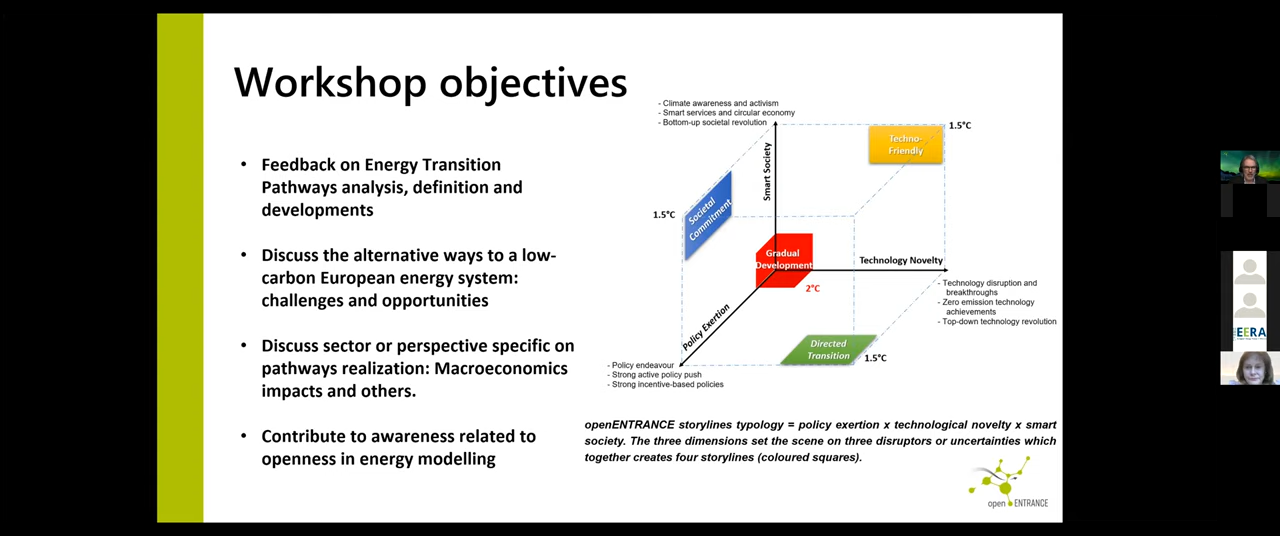 Workshop objectives
• Feedback on Energy Transition
Pathways analysis, definition and
developments
• Discuss the alternative ways to a low-
carbon European energy system:
challenges and opportunities
• Discuss sector or perspective specific on
pathways realization: Macroeconomics
impacts and others.
• Contribute to awareness related to
openness in energy modelling
- Climate awareness and activism
- Smart services and circular economy
- Bottom-up societal revolution
Smart Society
1.5°C
Techno-
Friendly
1.5°C
Societal
Commitment
Gradual
Development
2°C
Technology Novelty
- Technology disruption and
breakthroughs
- Zero emission technology
achievements
- Top-down technology revolution
Policy Exertion
- Policy endeavour
- Strong active policy push
- Strong incentive-based policies
Directed
Transition
1.5°C
openENTRANCE storylines typology = policy exertion x technological novelty x smart
society. The three dimensions set the scene on three disruptors or uncertainties which
together creates four storylines (coloured squares).
open ENTRANCE
EERA